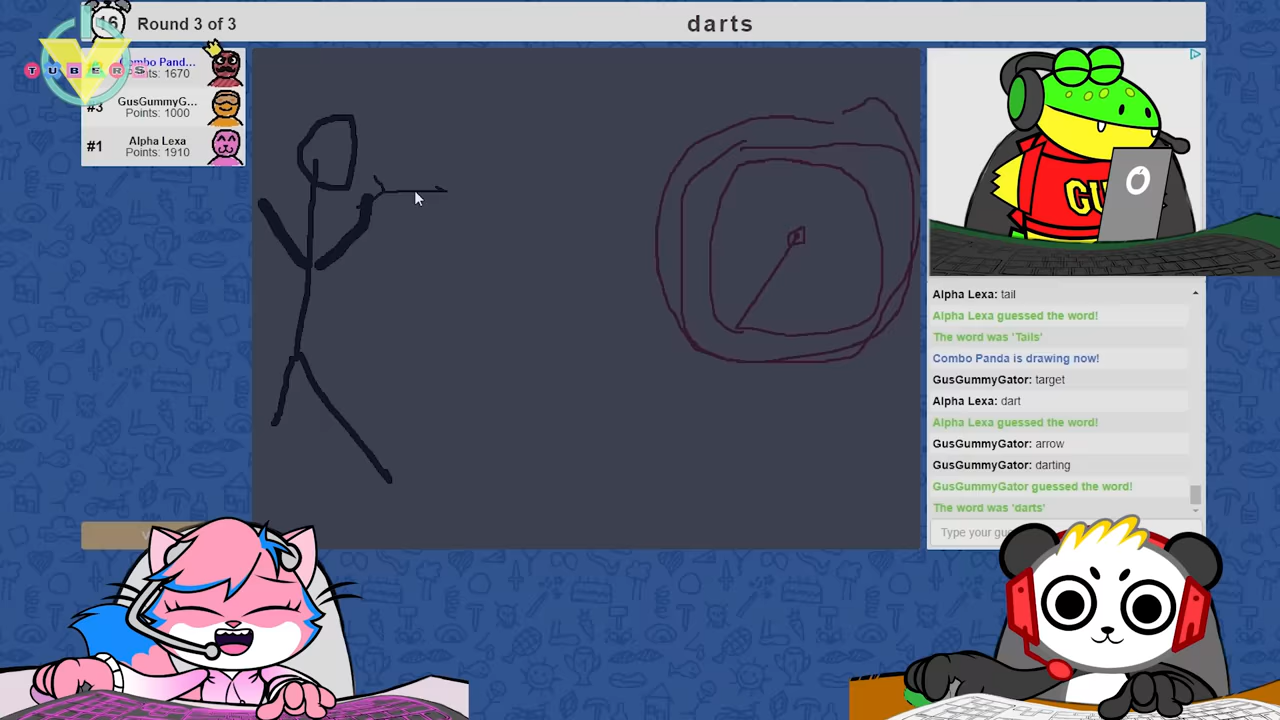 16
Round 3 of 3
darts
V
TUBERS
Combo Pand...
Points: 1670
#3
GusGummyG...
Points: 1000
#1
Alpha Lexa
Points: 1910
GU
Alpha Lexa: tail
Alpha Lexa guessed the word!
The word was 'Tails'
Combo Panda is drawing now!
GusGummyGator: target
Alpha Lexa: dart
Alpha Lexa guessed the word!
GusGummyGator: arrow
GusGummyGator: darting
GusGummyGator guessed the word!
The word was 'darts'
Type your gu